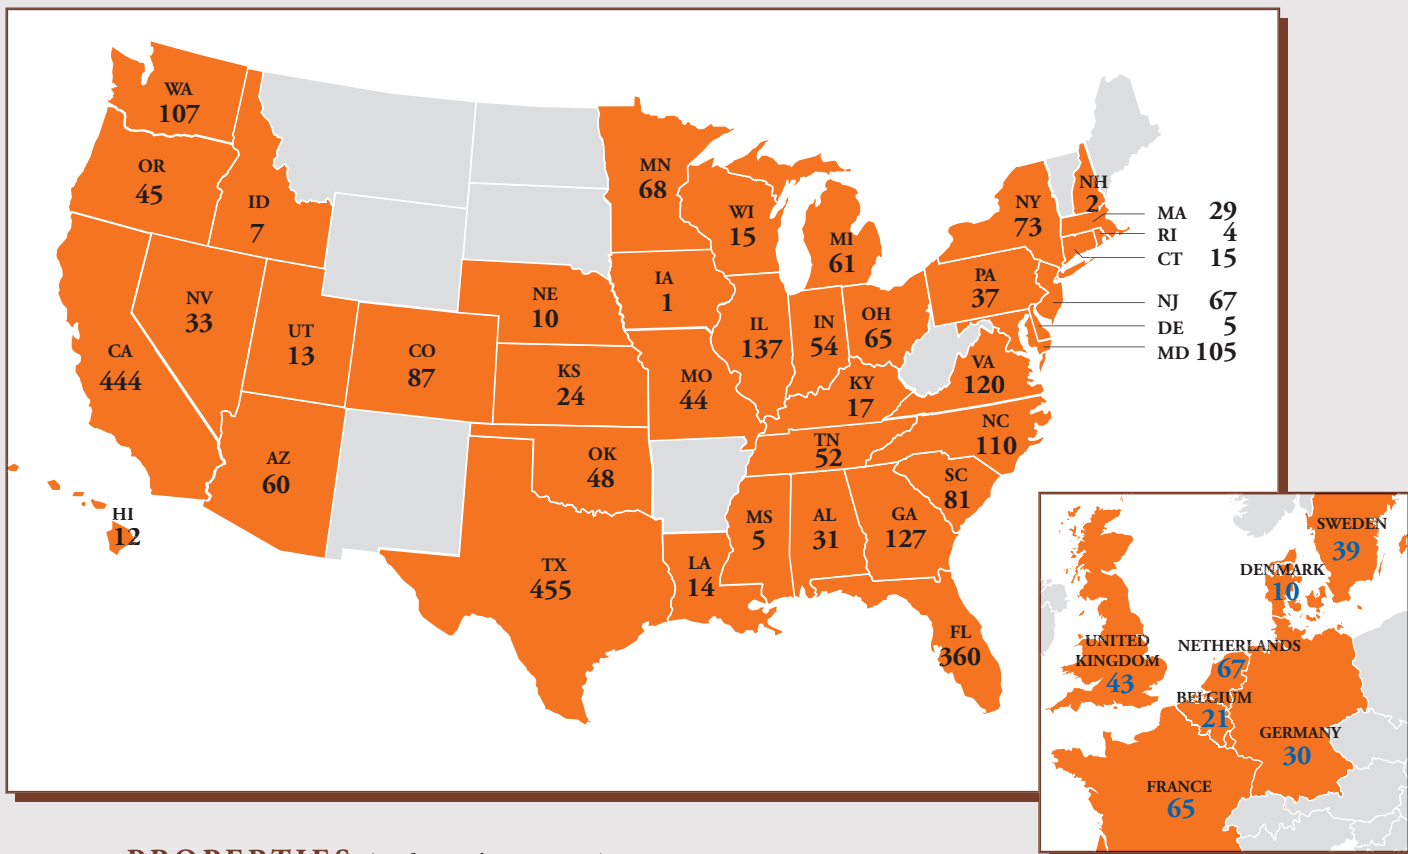 WA
107
OR
45
ID
7
NV
33
UT
13
CA
444
AZ
60
CO
87
HI
12
NE
10
KS
24
OK
48
TX
455
MN
68
IA
1
MO
44
LA
14
WI
15
IL
137
MI
61
IN
54
OH
65
KY
17
TN
52
MS
5
AL
31
GA
127
FL
360
SC
81
NC
110
VA
120
PA
37
NY
73
NH
2
MA 29
RI 4
CT 15
NJ 67
DE 5
MD 105
SWEDEN
39
DENMARK
10
UNITED
KINGDOM
43
NETHERLANDS
67
BELGIUM
21
GERMANY
30
FRANCE
65
PROPERTIES